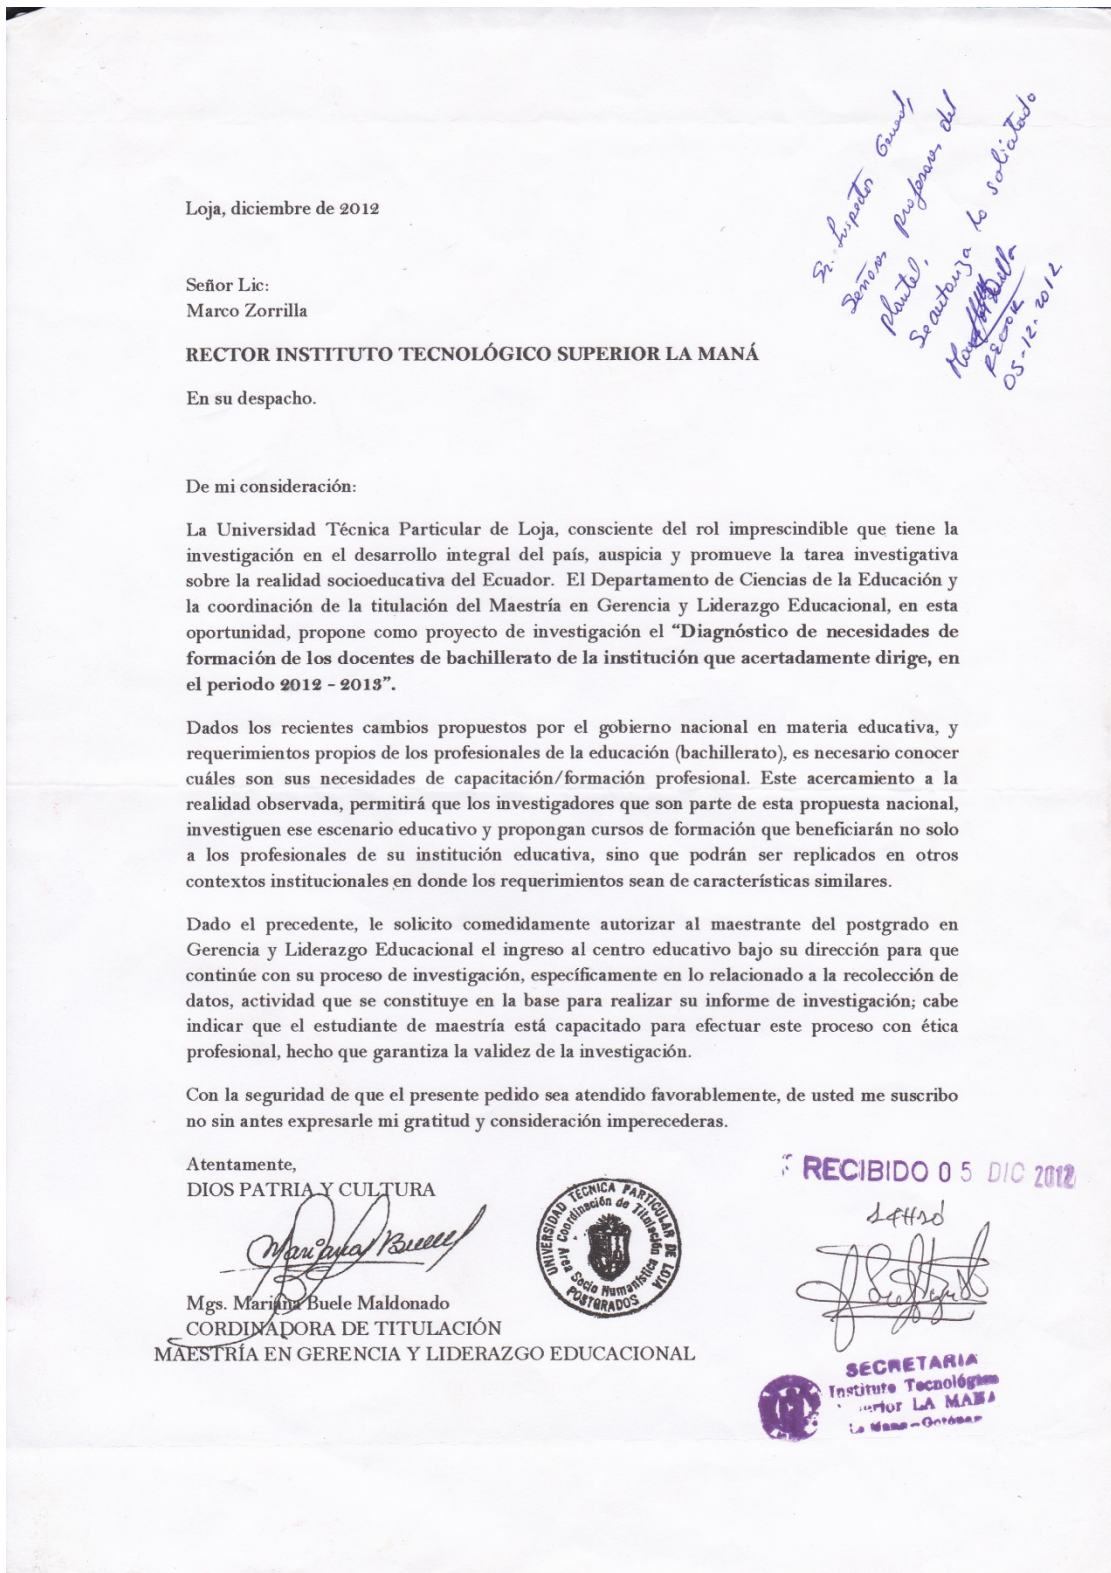 Sr. Inspector General,
Señores profesores del
plantel.
Se autoriza lo solicitado
RECTOR
05-12-2012
Loja, diciembre de 2012
Señor Lic:
Marco Zorrilla
RECTOR INSTITUTO TECNOLÓGICO SUPERIOR LA MANÁ
En su despacho.
De mi consideración:
La Universidad Técnica Particular de Loja, consciente del rol imprescindible que tiene la
investigación en el desarrollo integral del país, auspicia y promueve la tarea investigativa
sobre la realidad socioeducativa del Ecuador. El Departamento de Ciencias de la Educación y
la coordinación de la titulación del Maestría en Gerencia y Liderazgo Educacional, en esta
oportunidad, propone como proyecto de investigación el “Diagnóstico de necesidades de
formación de los docentes de bachillerato de la institución que acertadamente dirige, en
el periodo 2012 - 2013”.
Dados los recientes cambios propuestos por el gobierno nacional en materia educativa, y
requerimientos propios de los profesionales de la educación (bachillerato), es necesario conocer
cuáles son sus necesidades de capacitación/formación profesional. Este acercamiento a la
realidad observada, permitirá que los investigadores que son parte de esta propuesta nacional,
investiguen ese escenario educativo y propongan cursos de formación que beneficiarán no solo
a los profesionales de su institución educativa, sino que podrán ser replicados en otros
contextos institucionales en donde los requerimientos sean de características similares.
Dado el precedente, le solicito comedidamente autorizar al maestrante del postgrado en
Gerencia y Liderazgo Educacional el ingreso al centro educativo bajo su dirección para que
continúe con su proceso de investigación, específicamente en lo relacionado a la recolección de
datos, actividad que se constituye en la base para realizar su informe de investigación; cabe
indicar que el estudiante de maestría está capacitado para efectuar este proceso con ética
profesional, hecho que garantiza la validez de la investigación.
Con la seguridad de que el presente pedido sea atendido favorablemente, de usted me suscribo
no sin antes expresarle mi gratitud y consideración imperecederas.
Atentamente,
DIOS PATRIA Y CULTURA
Mariana Buele
Mgs. Mariana Buele Maldonado
CORDINADORA DE TITULACIÓN
MAESTRÍA EN GERENCIA Y LIDERAZGO EDUCACIONAL
UNIVERSIDAD TÉCNICA PARTICULAR DE LOJA
Coordinación de Titulación
Area Socio Humanística
POSTGRADOS
RECIBIDO 05 DIC 2012
14H10
SECRETARIA
Instituto Tecnológico
LA MANA
La Mana -